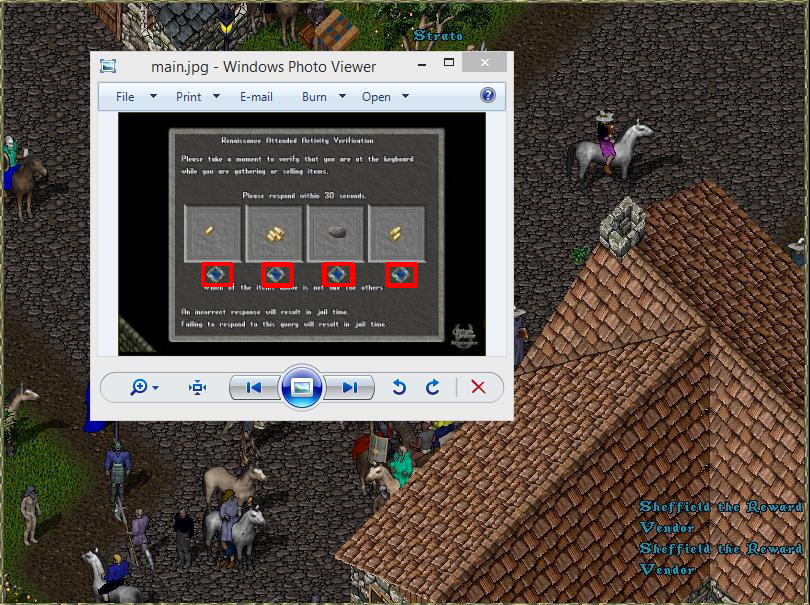 Strato
main.jpg - Windows Photo Viewer
File Print E-mail Burn Open
Renaissance Attended Activity Verification
Please take a moment to verify that you are at the keyboard
while you are gathering or selling items.
Please respond within 30 seconds.
Which of the items above is not like the others
An incorrect response will result in jail time.
Failing to respond to this query will result in jail time.
Renaissance
Sheffield the Reward
Vendor
Sheffield the Reward
Vendor